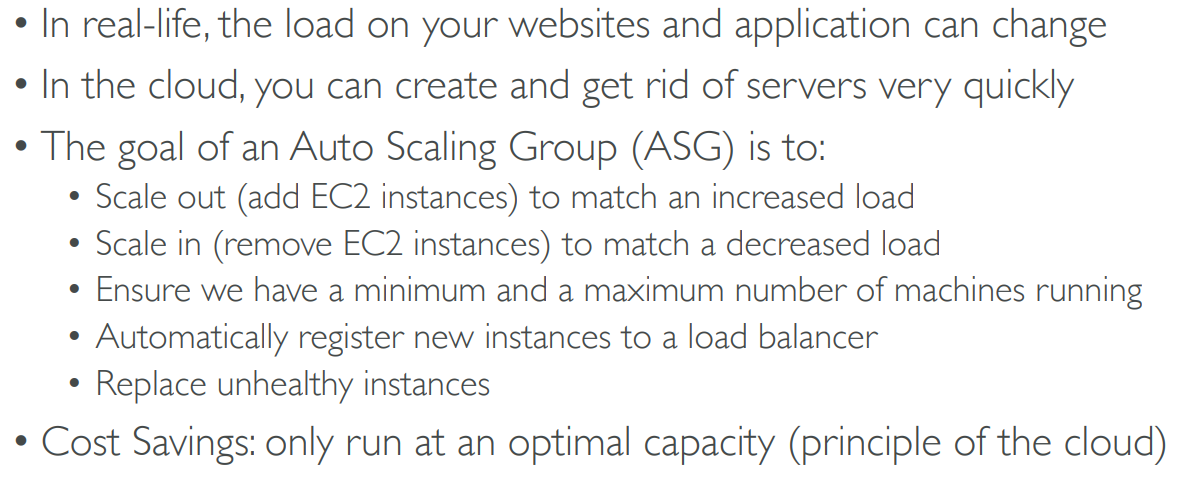 • In real-life, the load on your websites and application can change
• In the cloud, you can create and get rid of servers very quickly
• The goal of an Auto Scaling Group (ASG) is to:
• Scale out (add EC2 instances) to match an increased load
• Scale in (remove EC2 instances) to match a decreased load
• Ensure we have a minimum and a maximum number of machines running
• Automatically register new instances to a load balancer
• Replace unhealthy instances
• Cost Savings: only run at an optimal capacity (principle of the cloud)